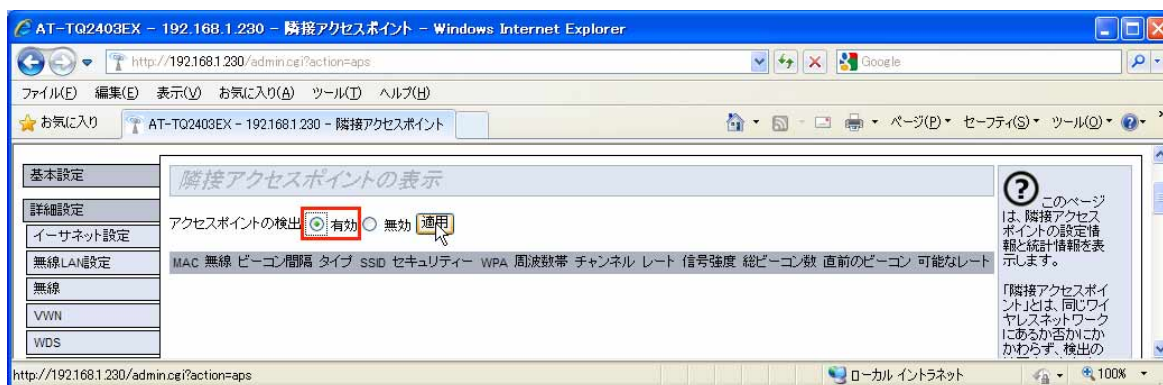 AT-TQ2403EX - 192.168.1.230 - 隣接アクセスポイント - Windows Internet Explorer
http://192.168.1.230/admin.cgi?action=aps
Google
ファイル(F) 編集(E) 表示(V) お気に入り(A) ツール(T) ヘルプ(H)
お気に入り AT-TQ2403EX - 192.168.1.230 - 隣接アクセスポイント ページ(P) セーフティ(S) ツール(O)
基本設定
隣接アクセスポイントの表示
詳細設定
アクセスポイントの検出 有効 無効 適用
イーサネット設定
無線LAN設定
MAC 無線 ビーコン間隔 タイプ SSID セキュリティー WPA 周波数帯 チャンネル レート 信号強度 総ビーコン数 直前のビーコン 可能なレート
無線
VWN
WDS
このページ
は、隣接アクセス
ポイントの設定情
報と統計情報を表
示します。
「隣接アクセスポイ
ント」とは、同じワイ
ヤレスネットワーク
にあるか否かにか
かわらず、検出の
http://192.168.1.230/admin.cgi?action=aps ローカル イントラネット 100%